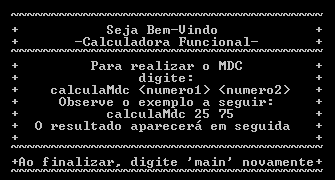 ~~~~~~~~~~~~~~~~~~~~~~~~~~~~~~~~~~~~~~~
+ Seja Bem-Vindo +
+ -Calculadora Funcional- +
~~~~~~~~~~~~~~~~~~~~~~~~~~~~~~~~~~~~~~~
+ Para realizar o MDC +
+ digite: +
+ calculaMdc <numero1> <numero2> +
+ Observe o exemplo a seguir: +
+ calculaMdc 25 75 +
+ O resultado aparecerá em seguida +
+ +
~~~~~~~~~~~~~~~~~~~~~~~~~~~~~~~~~~~~~~~
+Ao finalizar, digite 'main' novamente+
~~~~~~~~~~~~~~~~~~~~~~~~~~~~~~~~~~~~~~~